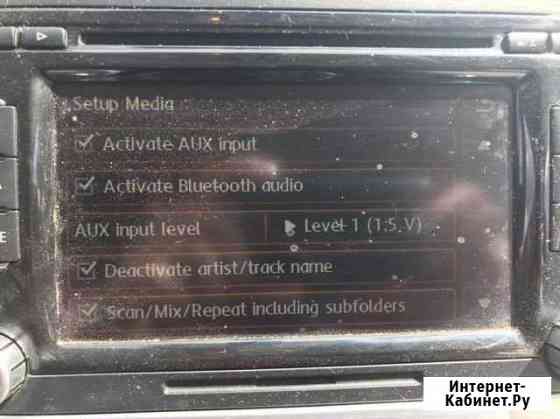 Setup Media
Activate AUX input
Activate Bluetooth audio
AUX input level Level 1 (1.5 V)
Deactivate artist/track name
Scan/Mix/Repeat including subfolders
E
Интернет-
Кабинет.Ру